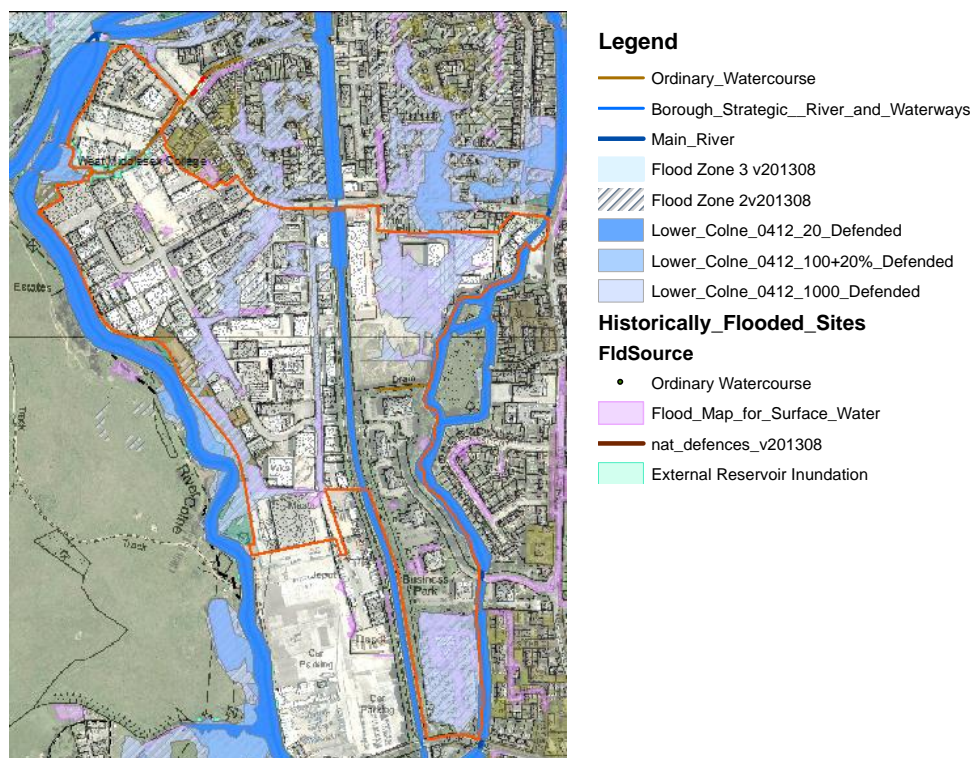 West Middlesex College
Estates
Track
River Colne
Track
Drain
Business
Park
Car
Parking
Car
Parking
Legend
Ordinary_Watercourse
Borough_Strategic__River_and_Waterways
Main_River
Flood Zone 3 v201308
Flood Zone 2v201308
Lower_Colne_0412_20_Defended
Lower_Colne_0412_100+20%_Defended
Lower_Colne_0412_1000_Defended
Historically_Flooded_Sites
FldSource
Ordinary Watercourse
Flood_Map_for_Surface_Water
nat_defences_v201308
External Reservoir Inundation